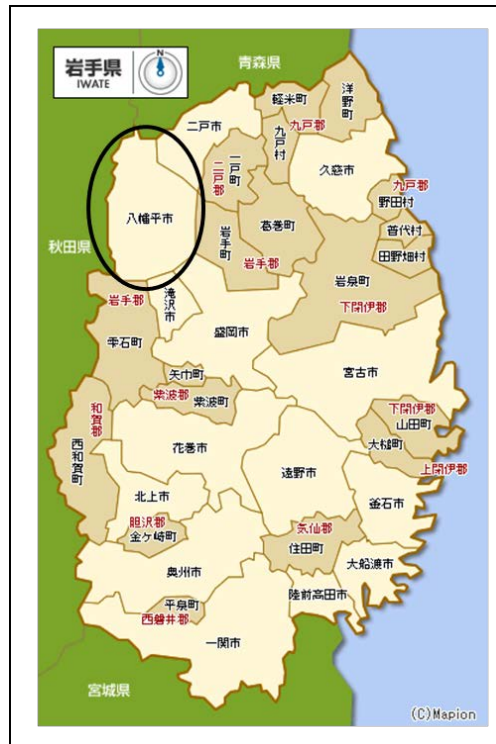 岩手県
IWATE
N
青森県
軽米町
洋野町
二戸市
九戸郡
九戸村
一戸町
二戸郡
久慈市
九戸郡
野田村
八幡平市
葛巻町
普代村
秋田県
岩手町
岩手郡
田野畑村
岩泉町
岩手郡
滝沢市
下閉伊郡
盛岡市
雫石町
宮古市
矢巾町
紫波郡
紫波町
下閉伊郡
山田町
和賀郡
西和賀町
花巻市
大槌町
遠野市
上閉伊郡
北上市
釜石市
胆沢郡
金ヶ崎町
気仙郡
住田町
奥州市
大船渡市
平泉町
陸前高田市
西磐井郡
一関市
宮城県
(C)Mapion